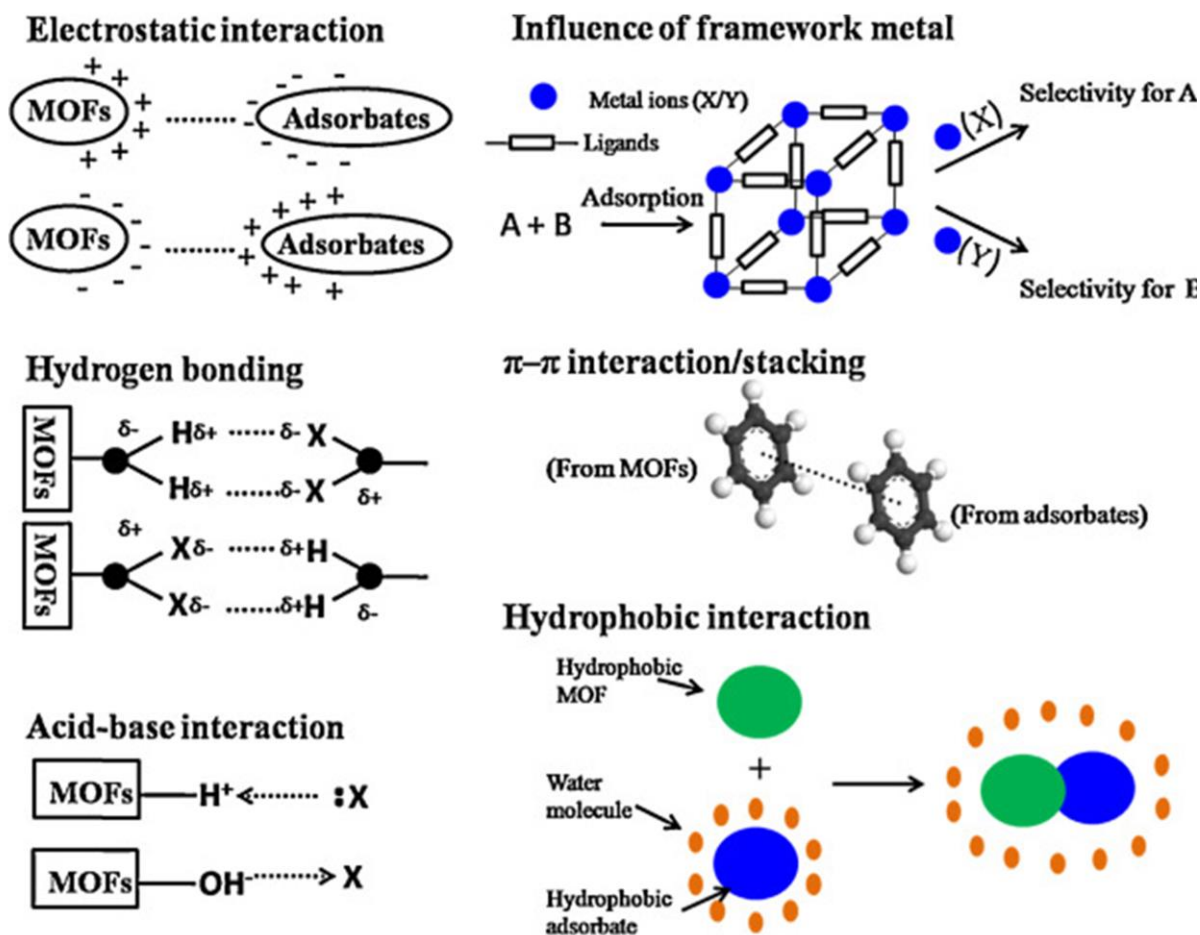 Electrostatic interaction
+ + + + + + +
MOFs
- - - - - - - - -
Adsorbates
- - - - - - -
MOFs
+ + + + + + + + +
Adsorbates
Influence of framework metal
Metal ions (X/Y)
Ligands
A + B
Adsorption
(X)
Selectivity for A
(Y)
Selectivity for B
Hydrogen bonding
MOFs
δ-
Hδ+ ...... δ- X
Hδ+ ...... δ- X
δ+
MOFs
δ+
Xδ- ...... δ+H
Xδ- ...... δ+H
δ-
π–π interaction/stacking
(From MOFs)
(From adsorbates)
Acid-base interaction
MOFs
H⁺
:X
MOFs
OH⁻
X
Hydrophobic interaction
Hydrophobic
MOF
+
Water
molecule
Hydrophobic
adsorbate